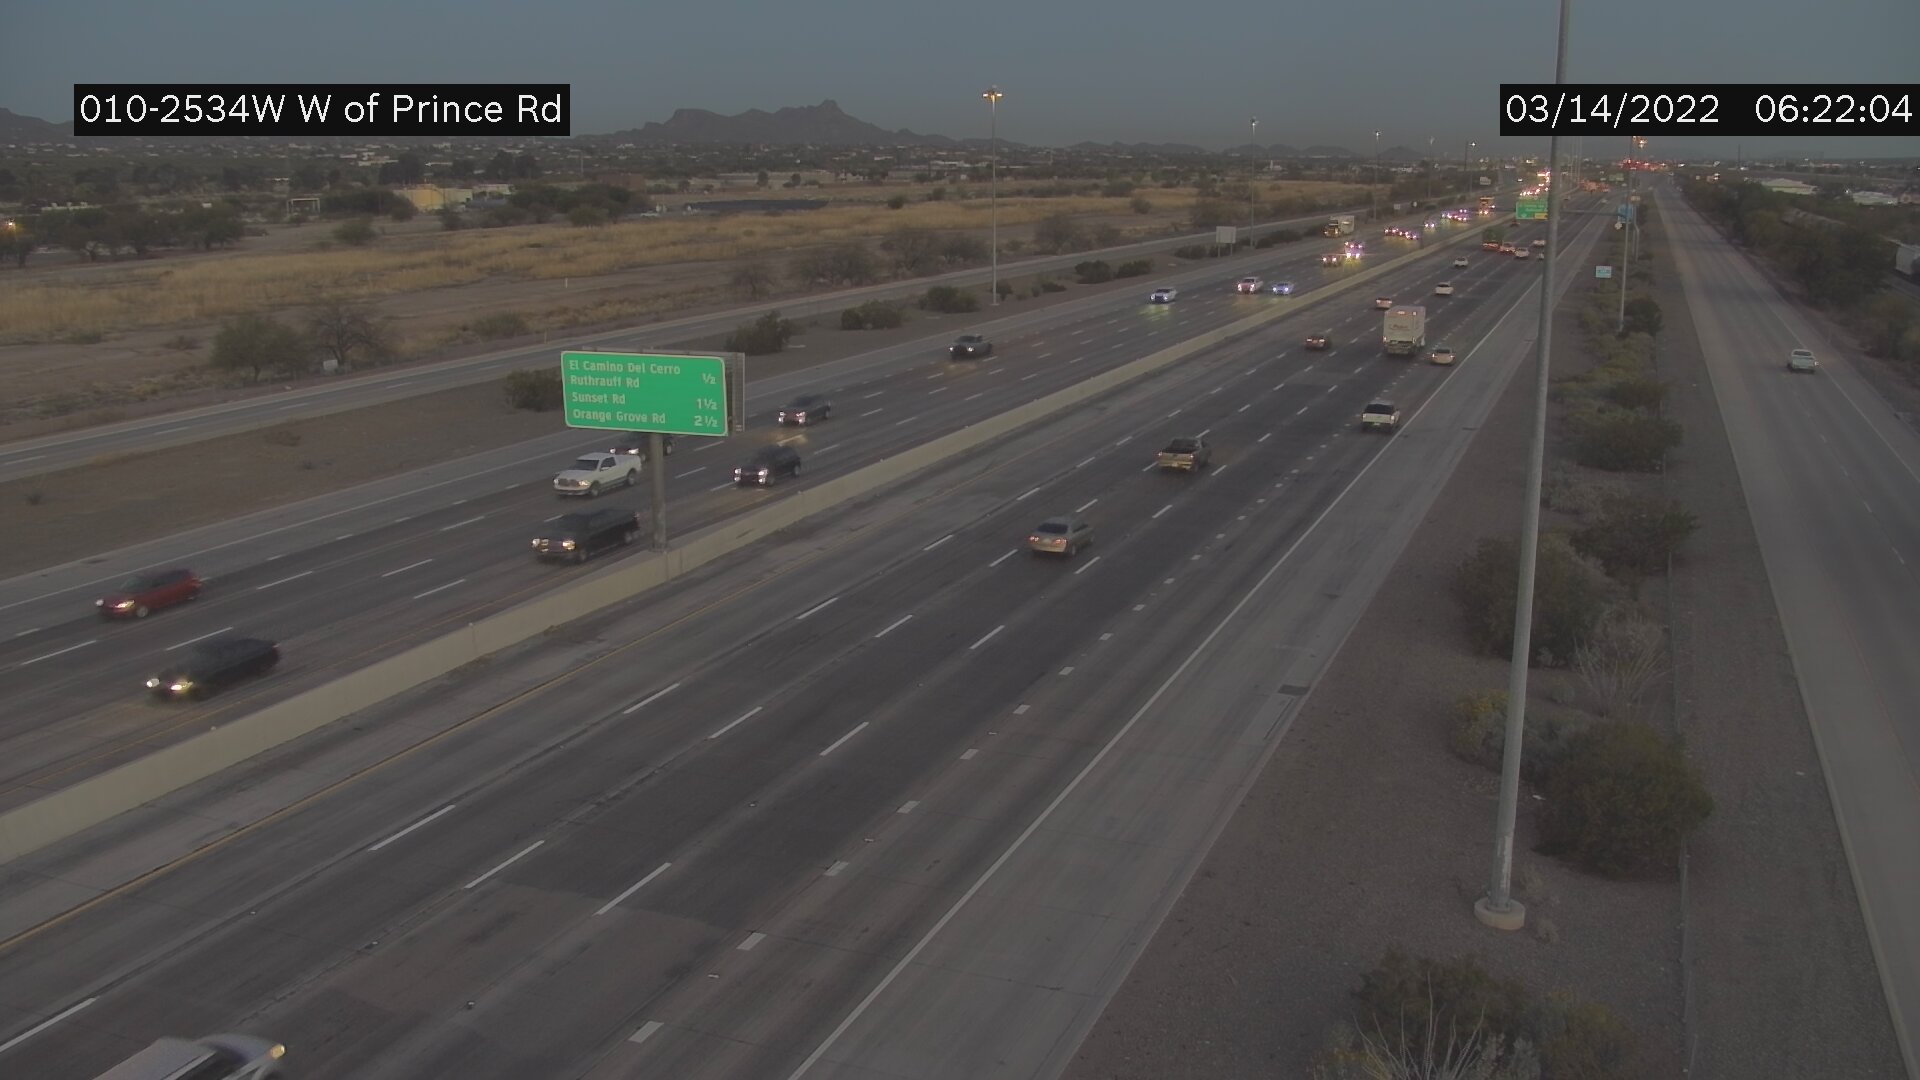 010-2534W W of Prince Rd
03/14/2022 06:22:04
El Camino Del Cerro
Ruthrauff Rd ½
Sunset Rd 1½
Orange Grove Rd 2½